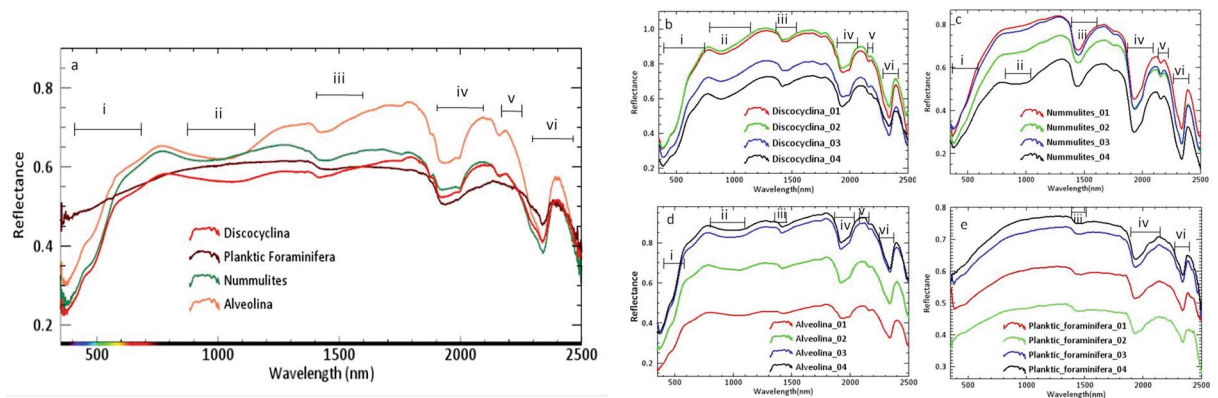 a
i
ii
iii
iv
v
vi
Reflectance
0.8
0.6
0.4
0.2
Discocyclina
Planktic Foraminifera
Nummulites
Alveolina
500
1000
1500
2000
2500
Wavelength (nm)
b
i
ii
iii
iv
v
vi
Reflectance
1.0
0.8
0.6
0.4
0.2
Discocyclina_01
Discocyclina_02
Discocyclina_03
Discocyclina_04
500
1000
1500
2000
2500
Wavelength(nm)
c
i
ii
iii
iv
v
vi
Reflectance
0.8
0.6
0.4
0.2
Nummulites_01
Nummulites_02
Nummulites_03
Nummulites_04
500
1000
1500
2000
2500
Wavelength(nm)
d
i
ii
iii
iv
v
vi
Reflectance
0.8
0.6
0.4
0.2
Alveolina_01
Alveolina_02
Alveolina_03
Alveolina_04
500
1000
1500
2000
2500
Wavelength(nm)
e
iii
iv
vi
Reflectance
0.8
0.7
0.6
0.5
0.4
0.3
Planktic_foraminifera_01
Planktic_foraminifera_02
Planktic_foraminifera_03
Planktic_foraminifera_04
500
1000
1500
2000
2500
Wavelength(nm)